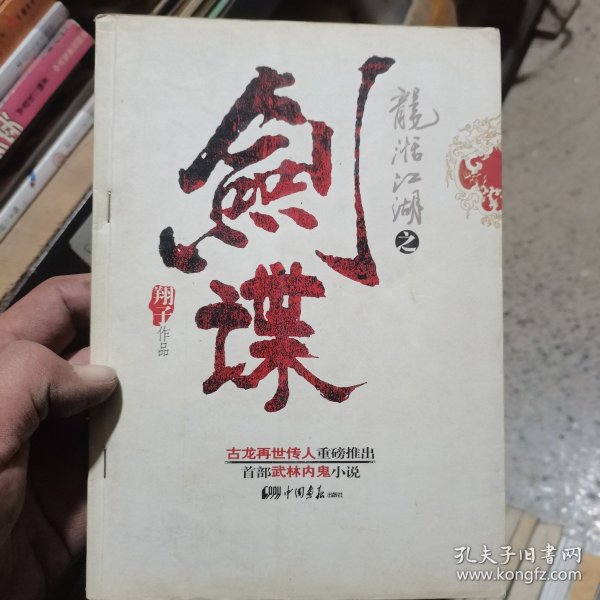 龍潛江湖之
劍諜
翔子作品
古龙再世传人重磅推出
首部武林内鬼小说
中国画报出版社
孔夫子旧书网
www.kongfz.com